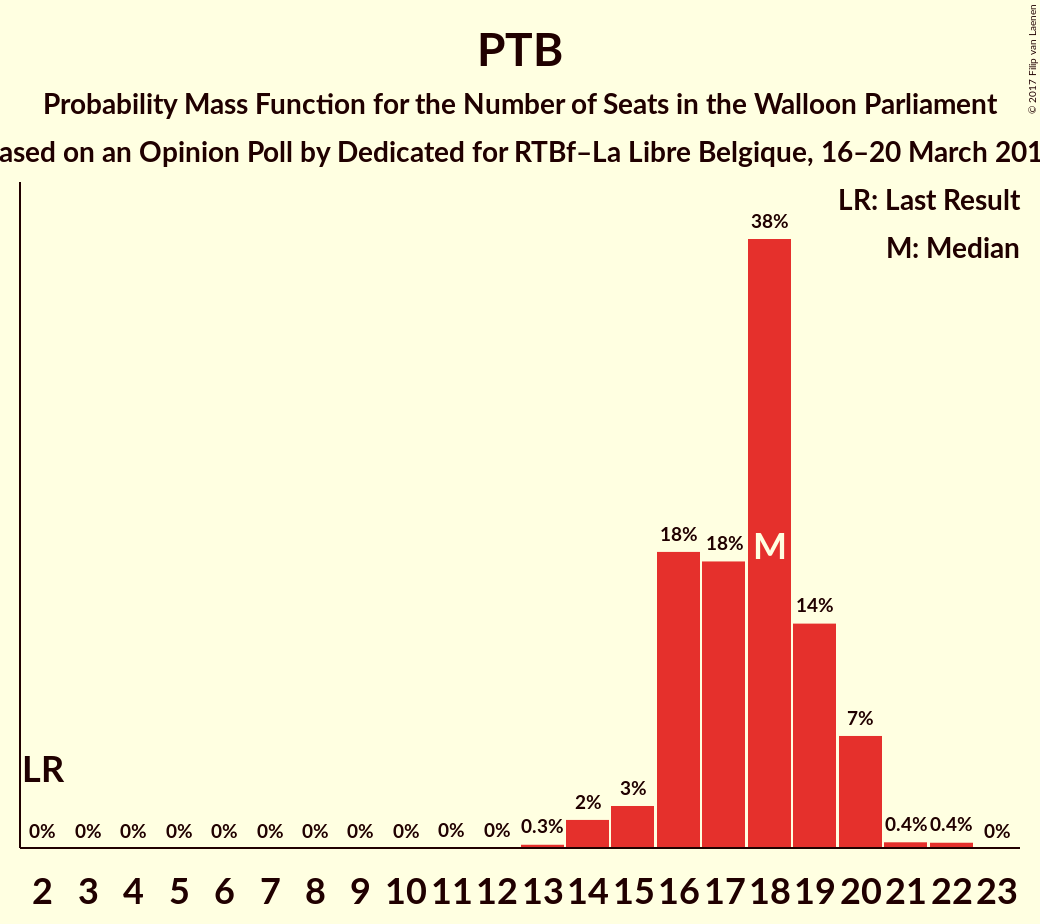 PTB
Probability Mass Function for the Number of Seats in the Walloon Parliament
ased on an Opinion Poll by Dedicated for RTBf–La Libre Belgique, 16–20 March 201
© 2017 Filip van Laenen
LR: Last Result
M: Median
38%
18% 18% M
14%
7%
LR
0% 0% 0% 0% 0% 0% 0% 0% 0% 0% 0% 0.3% 2% 3% 0.4% 0.4% 0%
2 3 4 5 6 7 8 9 10 11 12 13 14 15 16 17 18 19 20 21 22 23